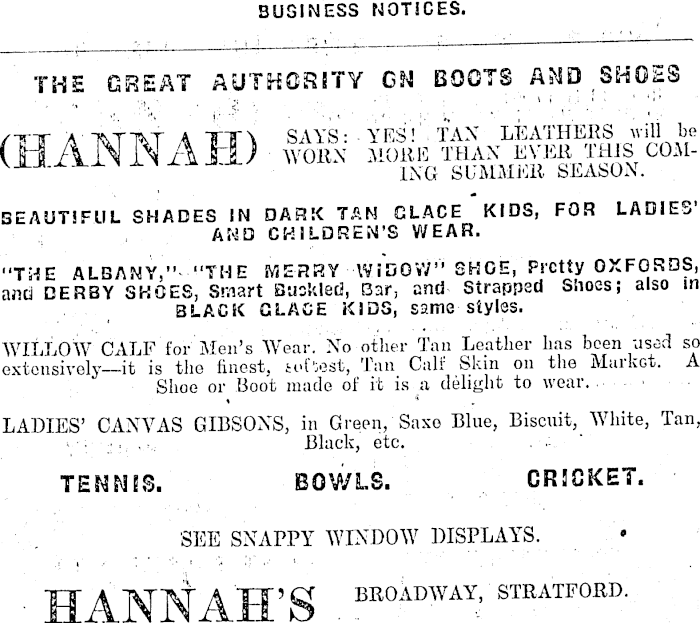 BUSINESS NOTICES.
THE GREAT AUTHORITY ON BOOTS AND SHOES
(HANNAH) SAYS: YES! TAN LEATHERS will be
WORN MORE THAN EVER THIS COM-
ING SUMMER SEASON.
BEAUTIFUL SHADES IN DARK TAN GLACE KIDS, FOR LADIES'
AND CHILDREN'S WEAR.
"THE ALBANY," "THE MERRY WIDOW" SHOE, Pretty OXFORDS,
and DERBY SHOES, Smart Buckled, Bar, and Strapped Shoes; also in
BLACK GLACE KIDS, same styles.
WILLOW CALF for Men's Wear. No other Tan Leather has been used so
extensively—it is the finest, softest, Tan Calf Skin on the Market. A
Shoe or Boot made of it is a delight to wear.
LADIES' CANVAS GIBSONS, in Green, Saxe Blue, Biscuit, White, Tan,
Black, etc.
TENNIS. BOWLS. CRICKET.
SEE SNAPPY WINDOW DISPLAYS.
HANNAH'S BROADWAY, STRATFORD.